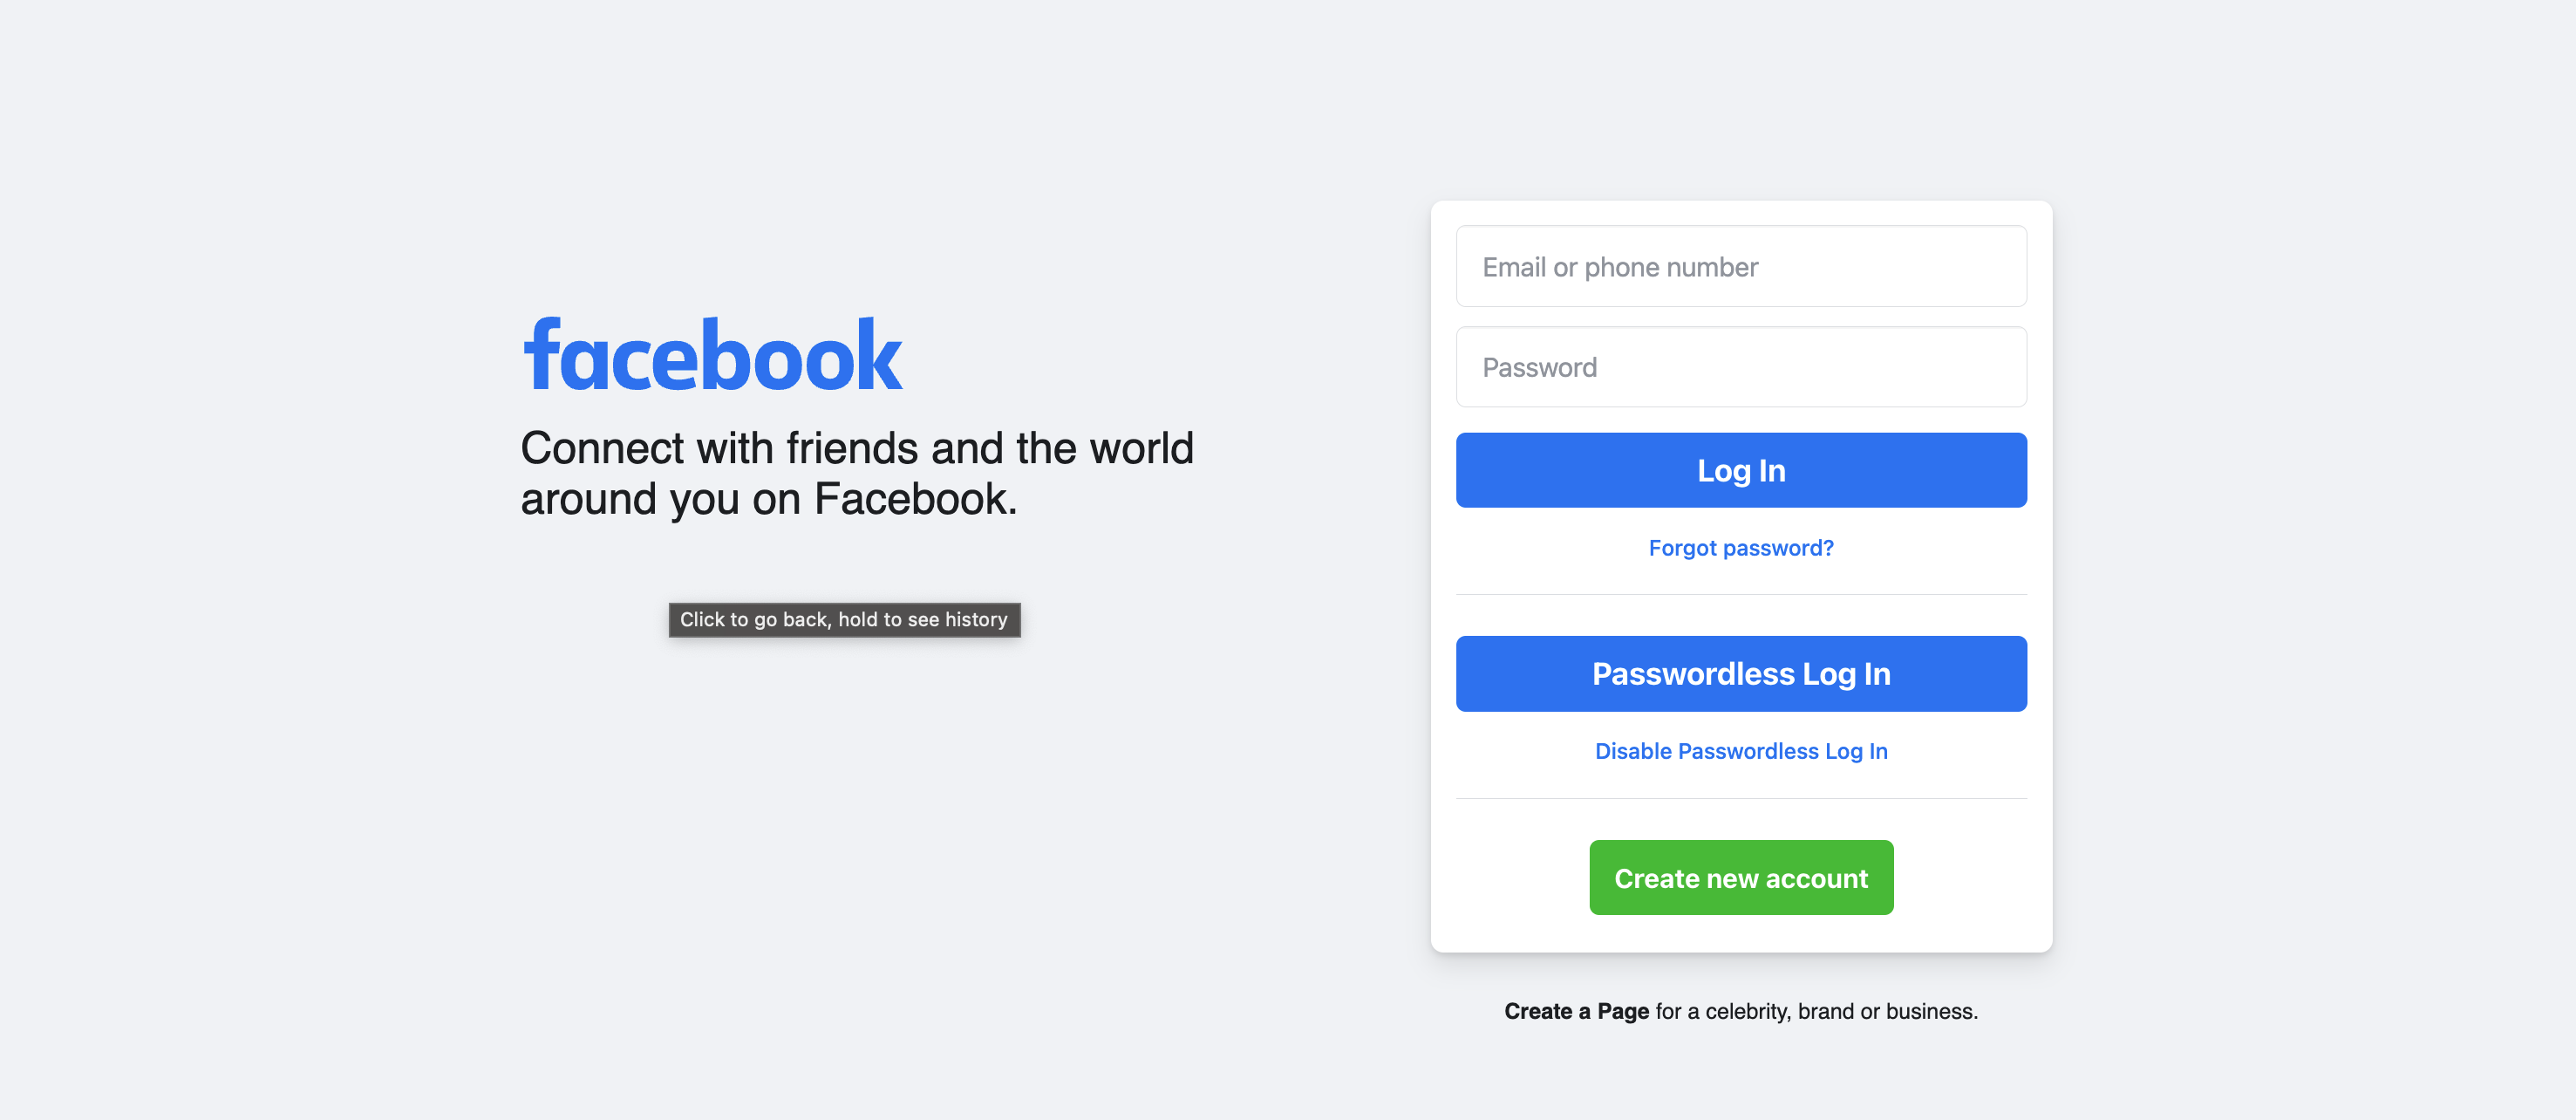 facebook
Connect with friends and the world
around you on Facebook.
Click to go back, hold to see history
Email or phone number
Password
Log In
Forgot password?
Passwordless Log In
Disable Passwordless Log In
Create new account
Create a Page for a celebrity, brand or business.